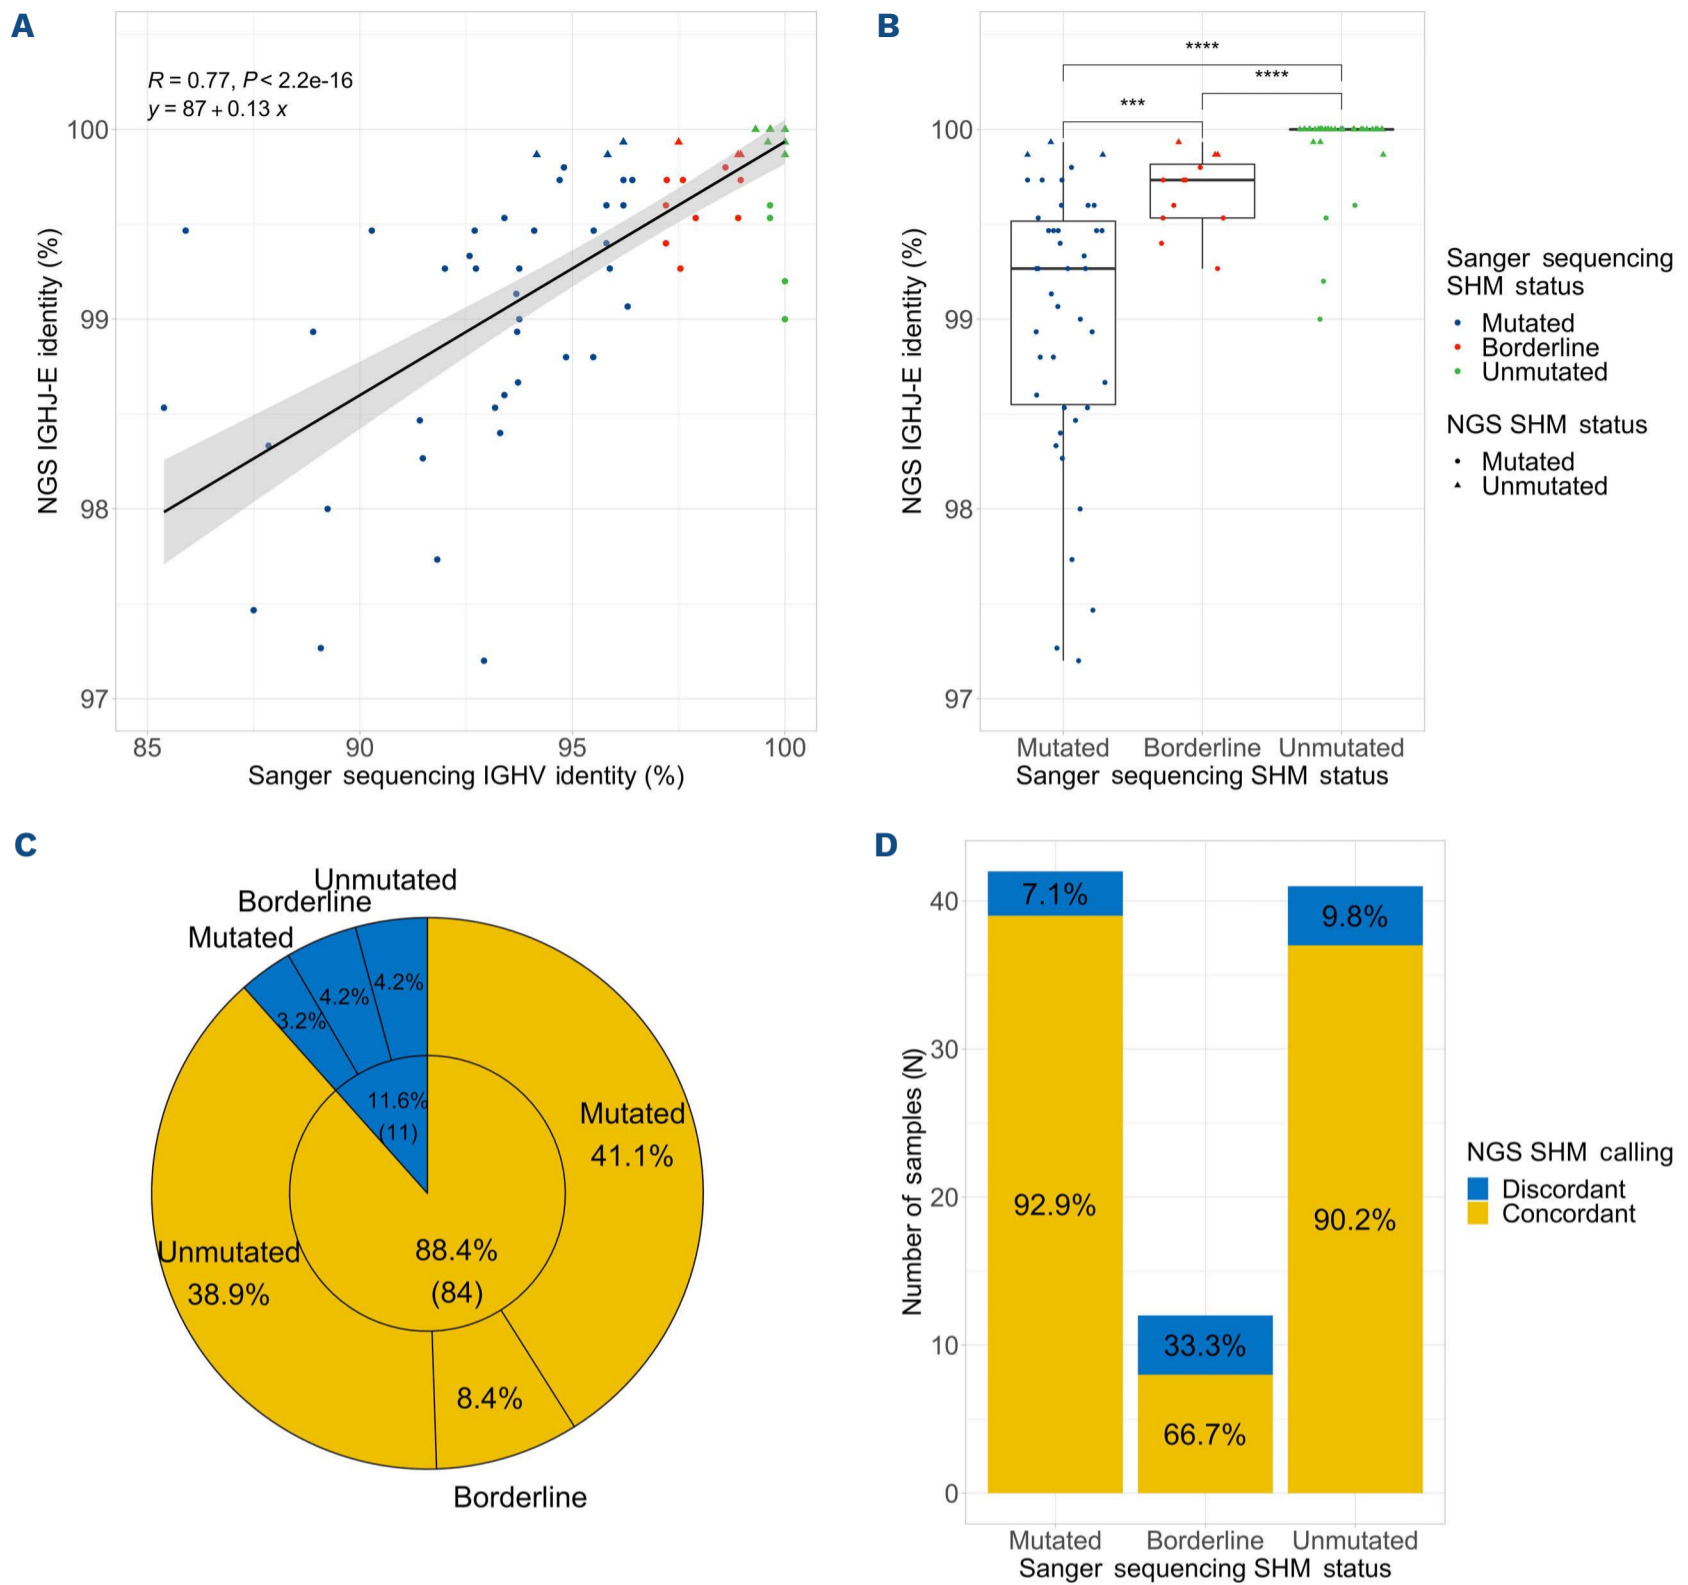 A
R = 0.77, P < 2.2e-16
y = 87 + 0.13 x
100
99
98
97
NGS IGHJ-E identity (%)
85 90 95 100
Sanger sequencing IGHV identity (%)
B
****
****
***
100
99
98
97
NGS IGHJ-E identity (%)
Mutated Borderline Unmutated
Sanger sequencing SHM status
Sanger sequencing
SHM status
Mutated
Borderline
Unmutated
NGS SHM status
Mutated
Unmutated
C
Unmutated
Borderline
Mutated
4.2%
4.2%
3.2%
11.6%
(11)
Mutated
41.1%
88.4%
(84)
Unmutated
38.9%
8.4%
Borderline
D
40
30
20
10
0
Number of samples (N)
7.1%
9.8%
92.9%
90.2%
33.3%
66.7%
Mutated Borderline Unmutated
Sanger sequencing SHM status
NGS SHM calling
Discordant
Concordant